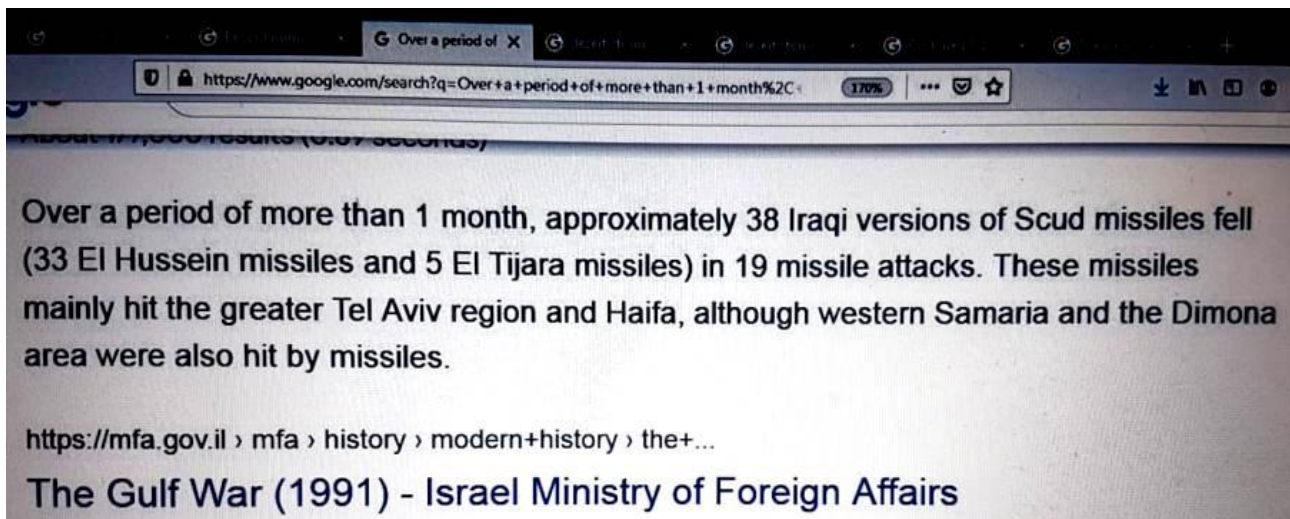 G Over a period of X
https://www.google.com/search?q=Over+a+period+of+more+than+1+month%2C+
170%
Over a period of more than 1 month, approximately 38 Iraqi versions of Scud missiles fell
(33 El Hussein missiles and 5 El Tijara missiles) in 19 missile attacks. These missiles
mainly hit the greater Tel Aviv region and Haifa, although western Samaria and the Dimona
area were also hit by missiles.
https://mfa.gov.il › mfa › history › modern+history › the+...
The Gulf War (1991) - Israel Ministry of Foreign Affairs